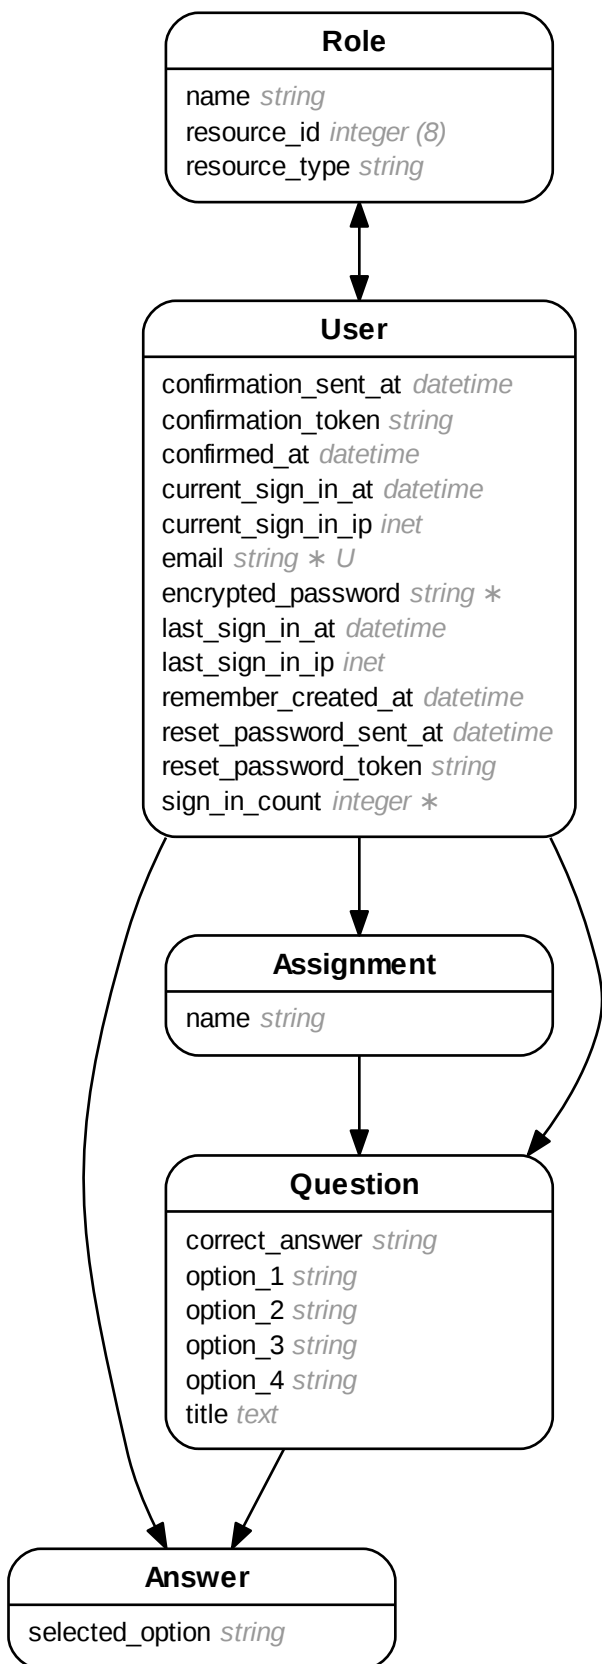 Role
name string
resource_id integer (8)
resource_type string
User
confirmation_sent_at datetime
confirmation_token string
confirmed_at datetime
current_sign_in_at datetime
current_sign_in_ip inet
email string ∗ U
encrypted_password string ∗
last_sign_in_at datetime
last_sign_in_ip inet
remember_created_at datetime
reset_password_sent_at datetime
reset_password_token string
sign_in_count integer ∗
Assignment
name string
Question
correct_answer string
option_1 string
option_2 string
option_3 string
option_4 string
title text
Answer
selected_option string